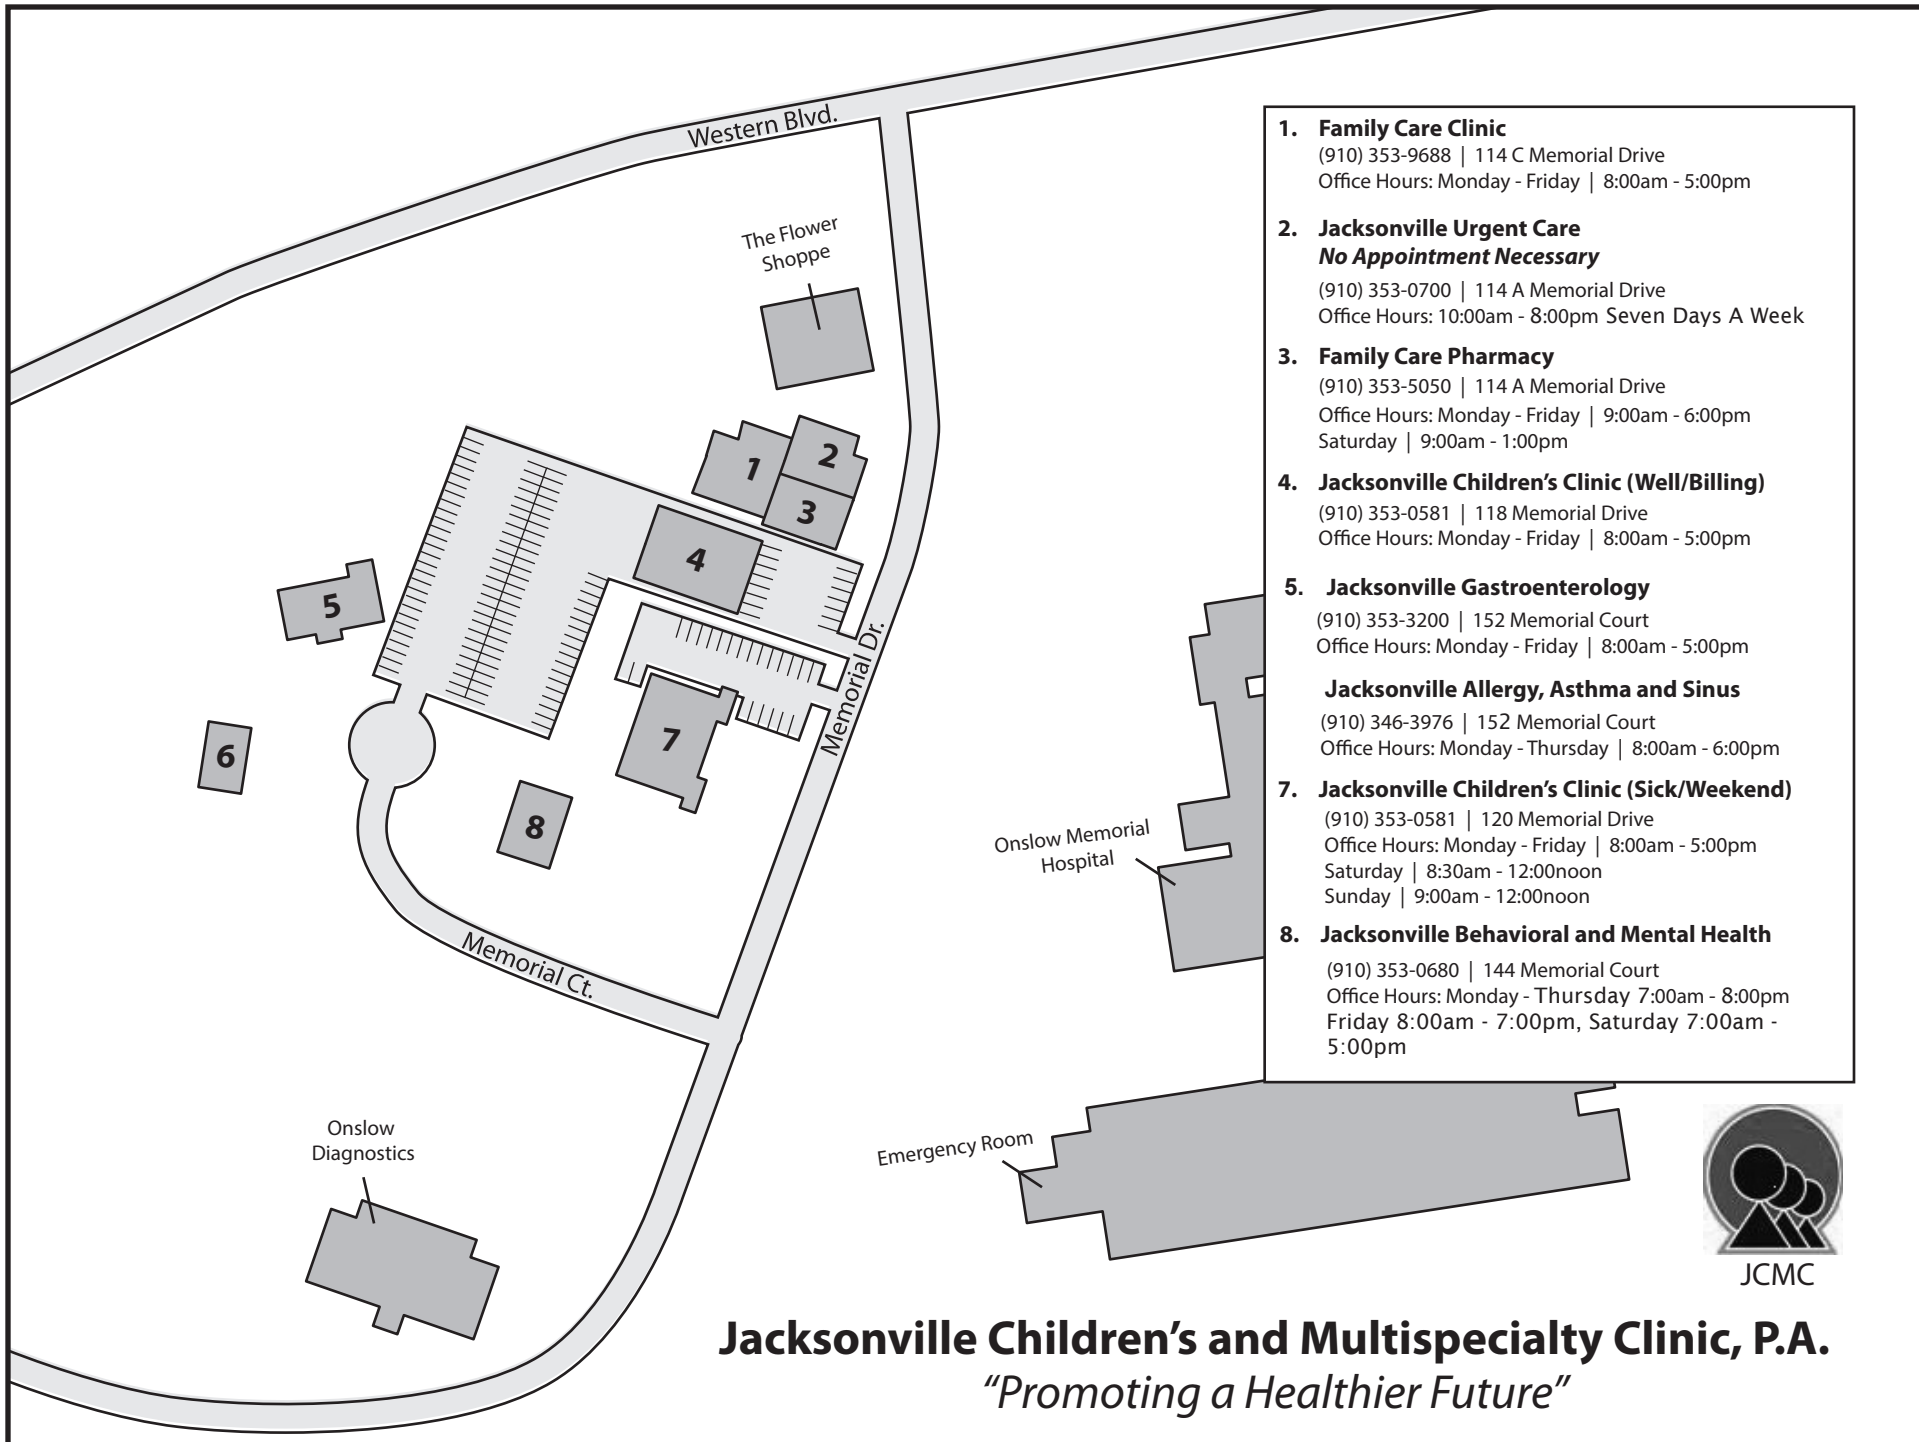 Western Blvd.
The Flower
Shoppe
1
2
3
4
5
6
7
8
Memorial Dr.
Memorial Ct.
Onslow Memorial
Hospital
Emergency Room
Onslow
Diagnostics
1. Family Care Clinic
(910) 353-9688 | 114 C Memorial Drive
Office Hours: Monday - Friday | 8:00am - 5:00pm
2. Jacksonville Urgent Care
No Appointment Necessary
(910) 353-0700 | 114 A Memorial Drive
Office Hours: 10:00am - 8:00pm Seven Days A Week
3. Family Care Pharmacy
(910) 353-5050 | 114 A Memorial Drive
Office Hours: Monday - Friday | 9:00am - 6:00pm
Saturday | 9:00am - 1:00pm
4. Jacksonville Children's Clinic (Well/Billing)
(910) 353-0581 | 118 Memorial Drive
Office Hours: Monday - Friday | 8:00am - 5:00pm
5. Jacksonville Gastroenterology
(910) 353-3200 | 152 Memorial Court
Office Hours: Monday - Friday | 8:00am - 5:00pm
Jacksonville Allergy, Asthma and Sinus
(910) 346-3976 | 152 Memorial Court
Office Hours: Monday - Thursday | 8:00am - 6:00pm
7. Jacksonville Children's Clinic (Sick/Weekend)
(910) 353-0581 | 120 Memorial Drive
Office Hours: Monday - Friday | 8:00am - 5:00pm
Saturday | 8:30am - 12:00noon
Sunday | 9:00am - 12:00noon
8. Jacksonville Behavioral and Mental Health
(910) 353-0680 | 144 Memorial Court
Office Hours: Monday - Thursday 7:00am - 8:00pm
Friday 8:00am - 7:00pm, Saturday 7:00am -
5:00pm
JCMC
Jacksonville Children's and Multispecialty Clinic, P.A.
"Promoting a Healthier Future"